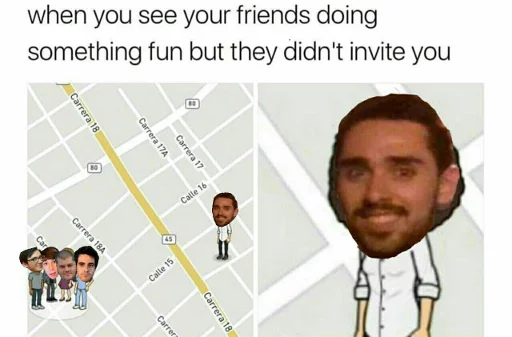 when you see your friends doing
something fun but they didn't invite you
Carrera 18
80
Carrera 17A
Carrera 17
80
Calle 16
Carrera 18A
45
Calle 15
Carrera 18